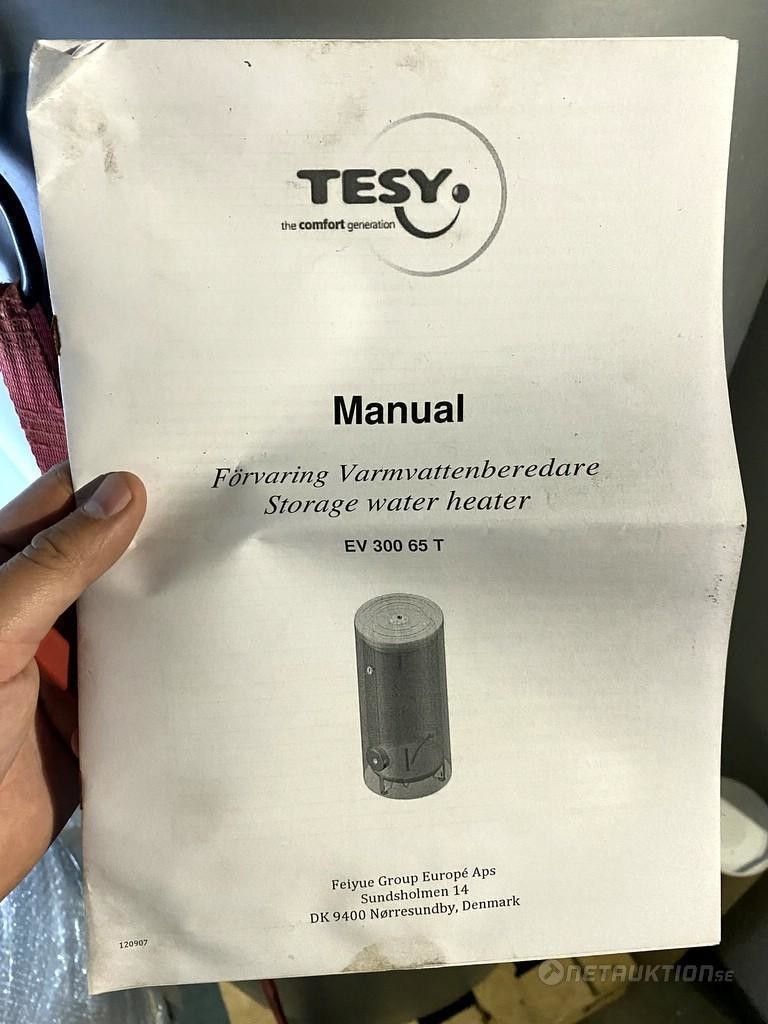 TESY
the comfort generation
Manual
Förvaring Varmvattenberedare
Storage water heater
EV 300 65 T
Feiyue Group Europé Aps
Sundsholmen 14
DK 9400 Nørresundby, Denmark
120907
NETAUKTION.SE